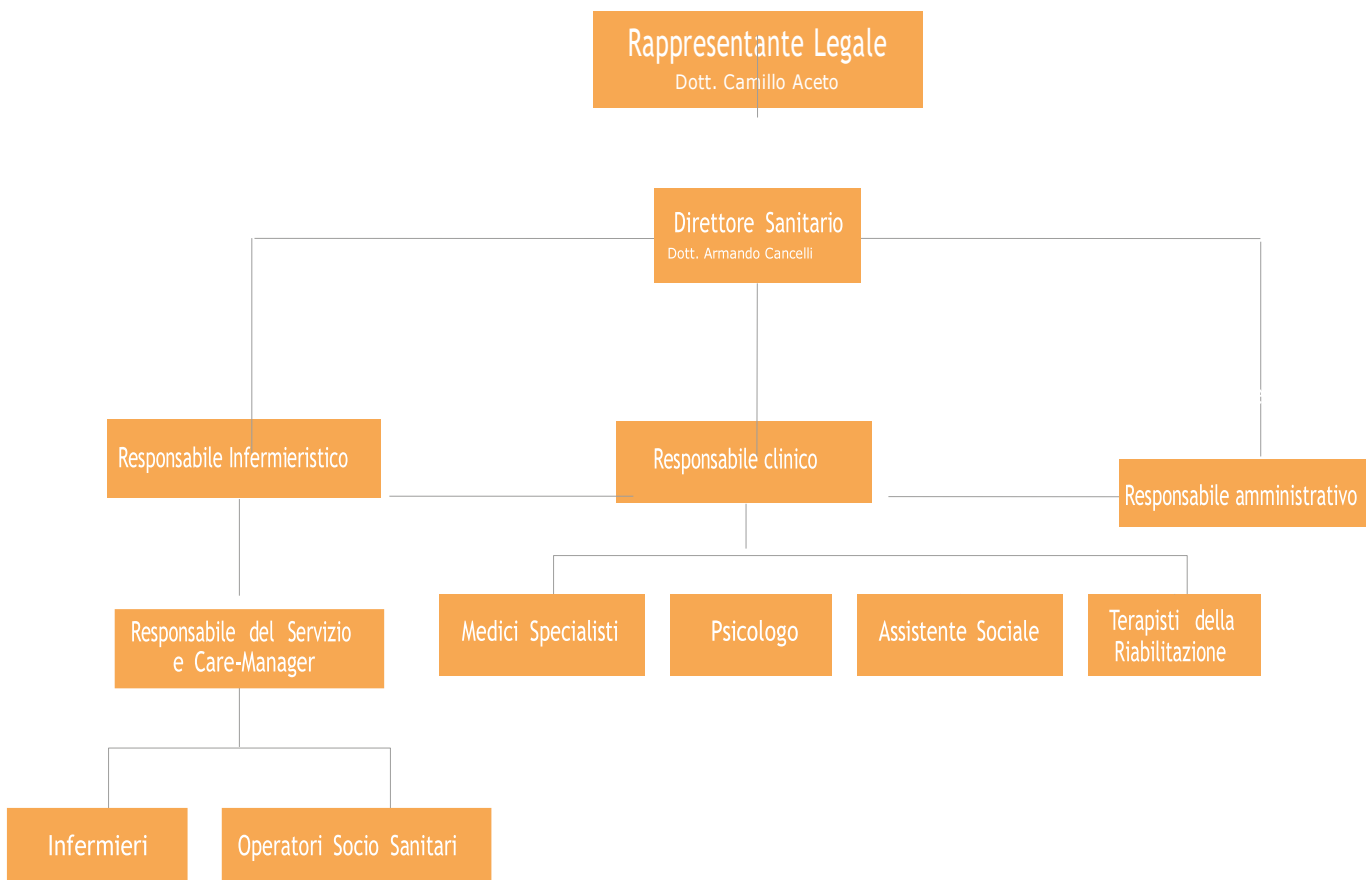 Rappresentante Legale
Dott. Camillo Aceto
Direttore Sanitario
Dott. Armando Cancelli
Responsabile Infermieristico
Responsabile clinico
Responsabile amministrativo
Responsabile del Servizio
e Care-Manager
Medici Specialisti
Psicologo
Assistente Sociale
Terapisti della
Riabilitazione
Infermieri
Operatori Socio Sanitari